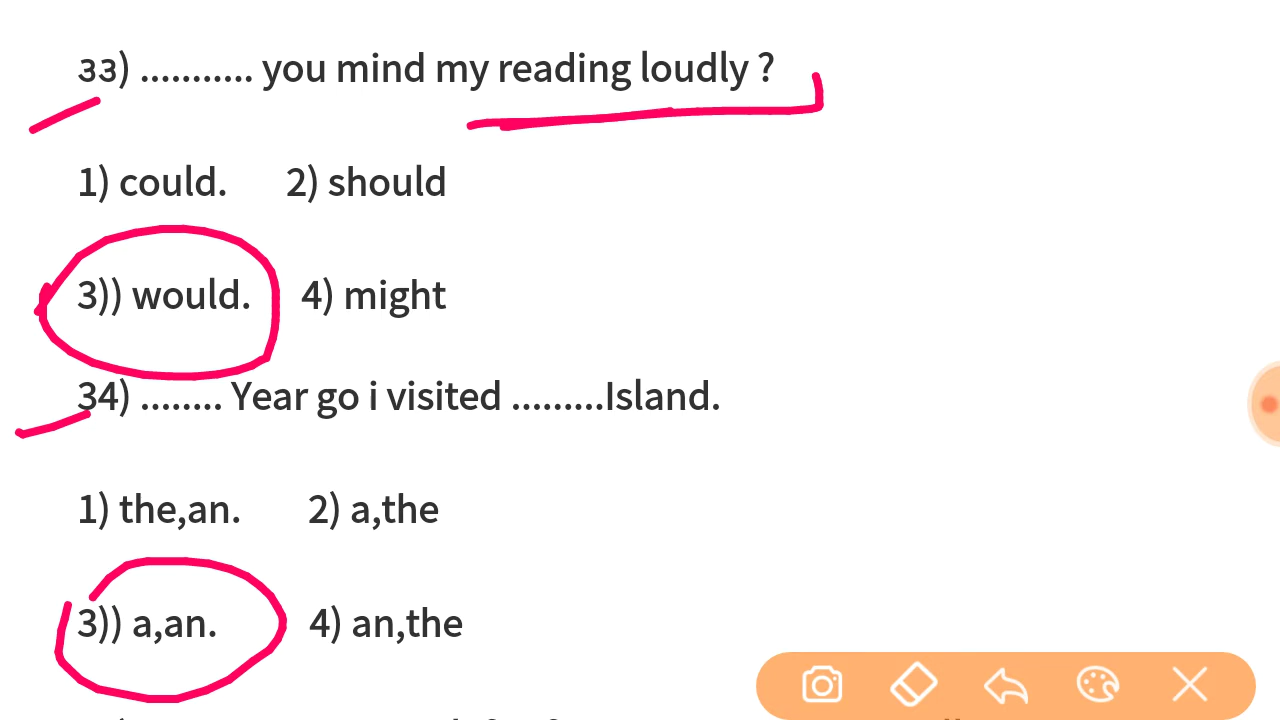 33) ........... you mind my reading loudly ?
1) could. 2) should
3)) would. 4) might
34) ........ Year go i visited .........Island.
1) the,an. 2) a,the
3)) a,an. 4) an,the